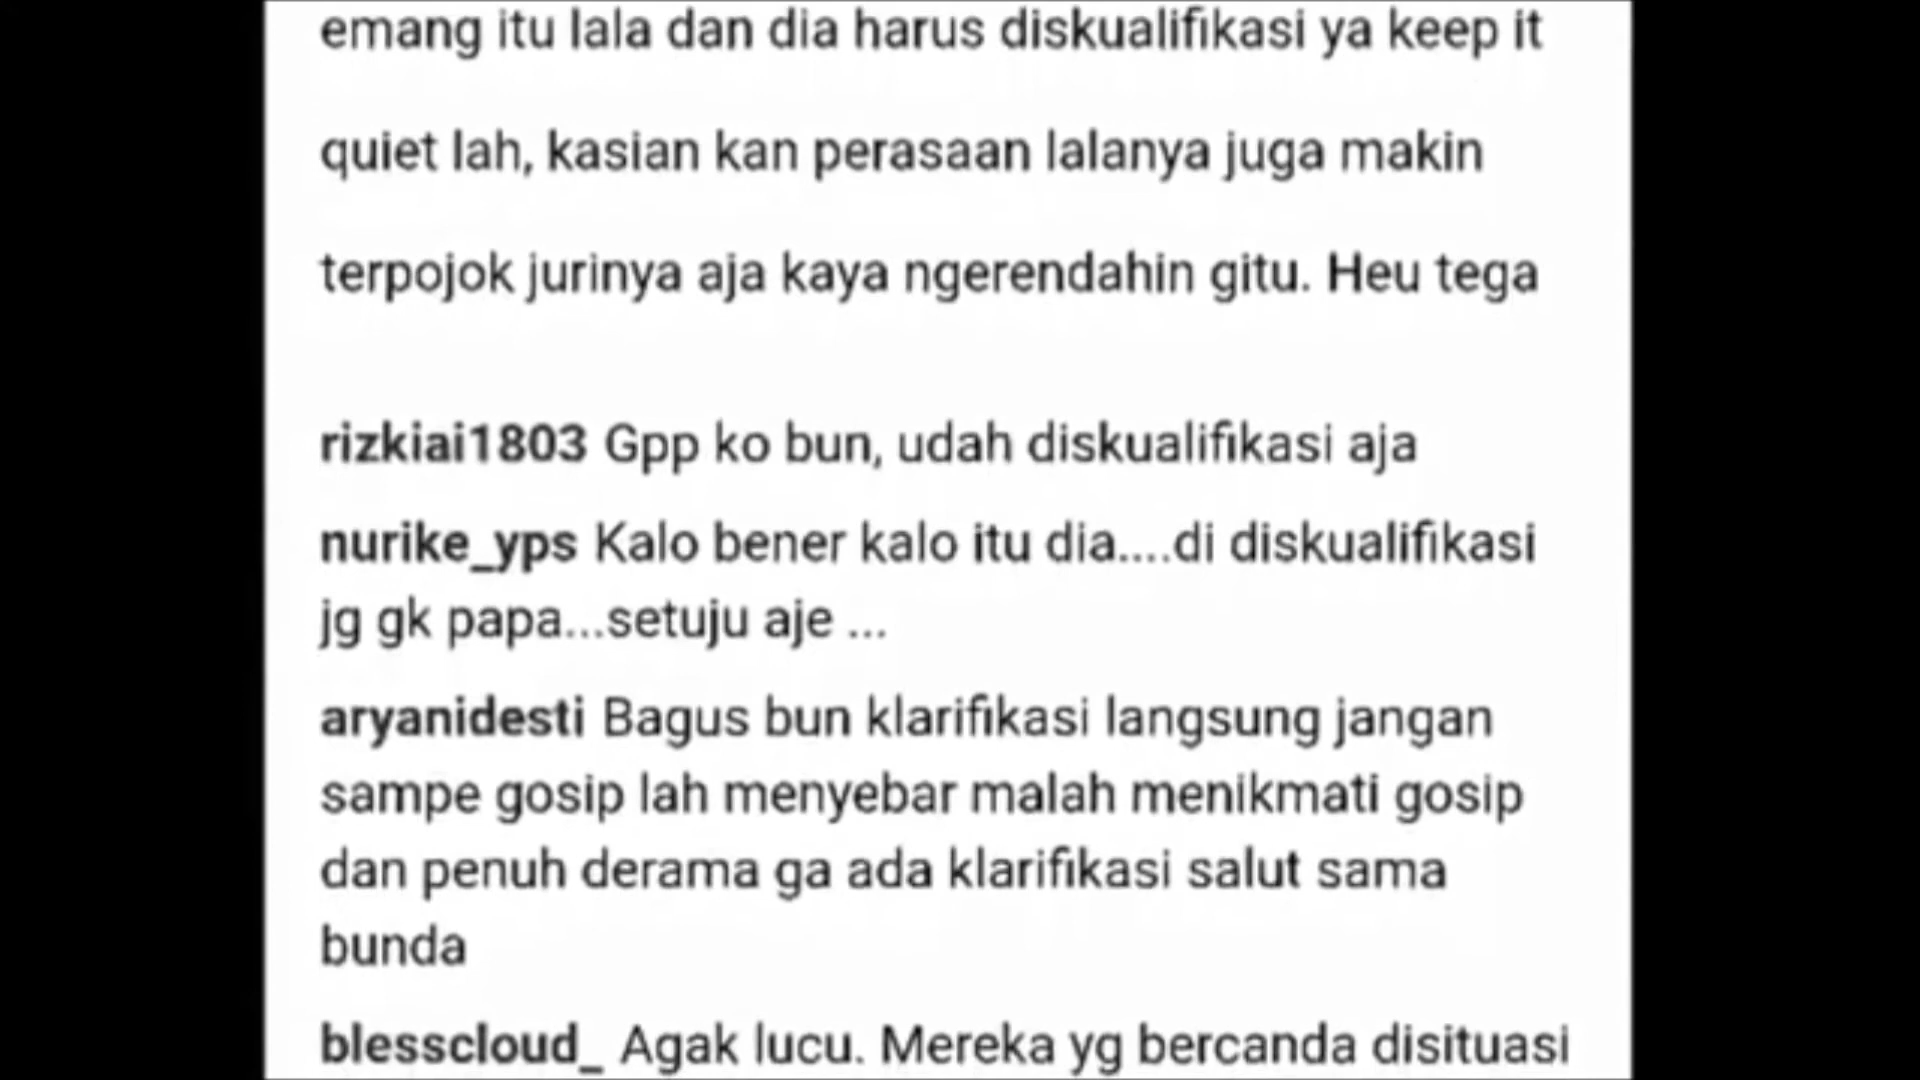 emang itu lala dan dia harus diskualifikasi ya keep it
quiet lah, kasian kan perasaan lalanya juga makin
terpojok jurinya aja kaya ngerendahin gitu. Heu tega
rizkiai1803 Gpp ko bun, udah diskualifikasi aja
nurike_yps Kalo bener kalo itu dia....di diskualifikasi
jg gk papa...setuju aje ...
aryanidesti Bagus bun klarifikasi langsung jangan
sampe gosip lah menyebar malah menikmati gosip
dan penuh derama ga ada klarifikasi salut sama
bunda
blesscloud_ Agak lucu. Mereka yg bercanda disituasi